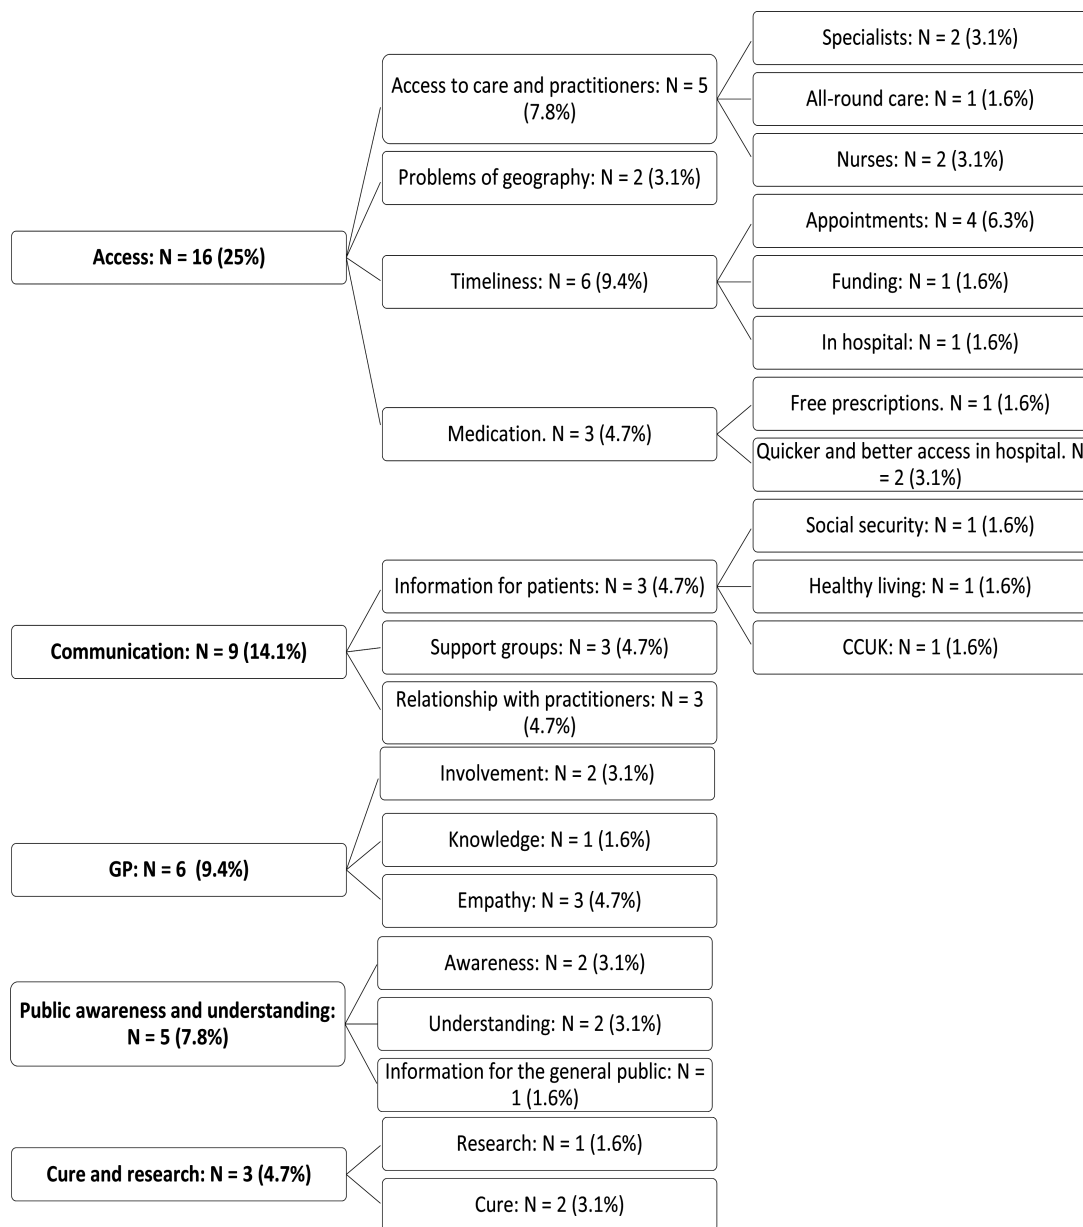 Access: N = 16 (25%)
Access to care and practitioners: N = 5
(7.8%)
Specialists: N = 2 (3.1%)
All-round care: N = 1 (1.6%)
Nurses: N = 2 (3.1%)
Problems of geography: N = 2 (3.1%)
Timeliness: N = 6 (9.4%)
Appointments: N = 4 (6.3%)
Funding: N = 1 (1.6%)
In hospital: N = 1 (1.6%)
Medication. N = 3 (4.7%)
Free prescriptions. N = 1 (1.6%)
Quicker and better access in hospital. N
= 2 (3.1%)
Communication: N = 9 (14.1%)
Information for patients: N = 3 (4.7%)
Social security: N = 1 (1.6%)
Healthy living: N = 1 (1.6%)
CCUK: N = 1 (1.6%)
Support groups: N = 3 (4.7%)
Relationship with practitioners: N = 3
(4.7%)
GP: N = 6  (9.4%)
Involvement: N = 2 (3.1%)
Knowledge: N = 1 (1.6%)
Empathy: N = 3 (4.7%)
Public awareness and understanding:
N = 5 (7.8%)
Awareness: N = 2 (3.1%)
Understanding: N = 2 (3.1%)
Information for the general public: N =
1 (1.6%)
Cure and research: N = 3 (4.7%)
Research: N = 1 (1.6%)
Cure: N = 2 (3.1%)